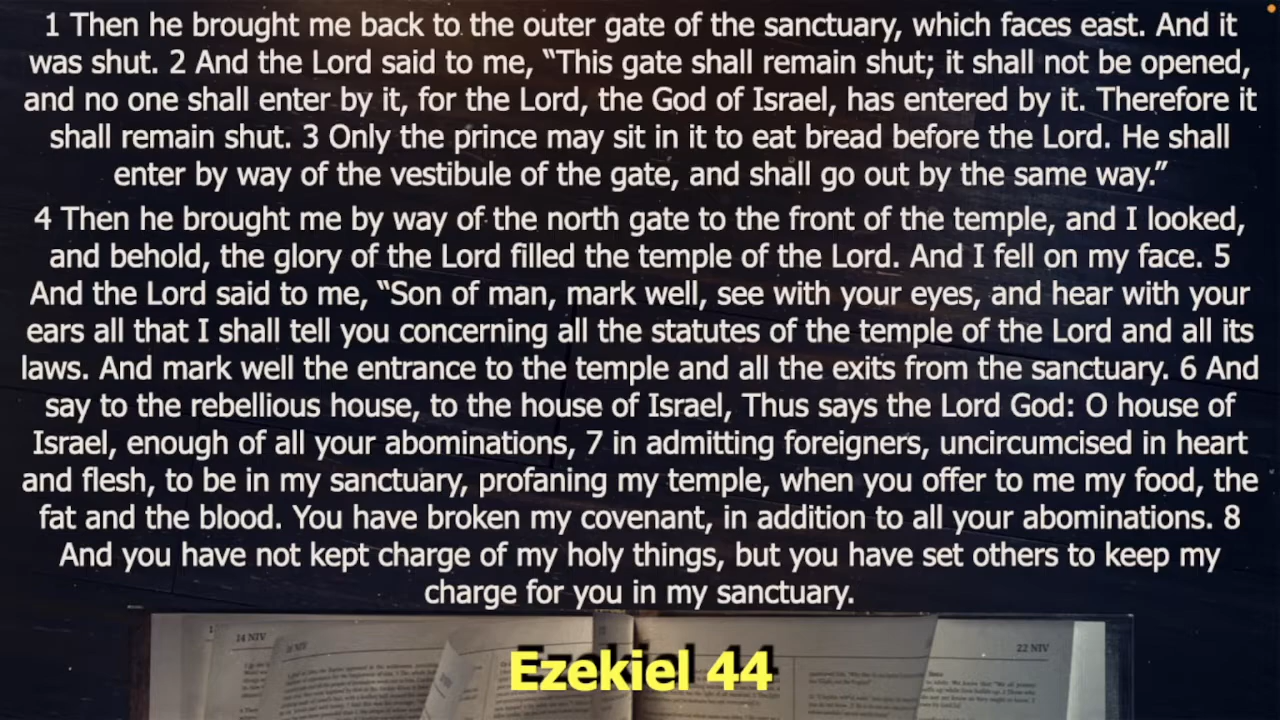 1 Then he brought me back to the outer gate of the sanctuary, which faces east. And it
was shut. 2 And the Lord said to me, “This gate shall remain shut; it shall not be opened,
and no one shall enter by it, for the Lord, the God of Israel, has entered by it. Therefore it
shall remain shut. 3 Only the prince may sit in it to eat bread before the Lord. He shall
enter by way of the vestibule of the gate, and shall go out by the same way.”
4 Then he brought me by way of the north gate to the front of the temple, and I looked,
and behold, the glory of the Lord filled the temple of the Lord. And I fell on my face. 5
And the Lord said to me, “Son of man, mark well, see with your eyes, and hear with your
ears all that I shall tell you concerning all the statutes of the temple of the Lord and all its
laws. And mark well the entrance to the temple and all the exits from the sanctuary. 6 And
say to the rebellious house, to the house of Israel, Thus says the Lord God: O house of
Israel, enough of all your abominations, 7 in admitting foreigners, uncircumcised in heart
and flesh, to be in my sanctuary, profaning my temple, when you offer to me my food, the
fat and the blood. You have broken my covenant, in addition to all your abominations. 8
And you have not kept charge of my holy things, but you have set others to keep my
charge for you in my sanctuary.
14 NIV
22 NIV
Ezekiel 44